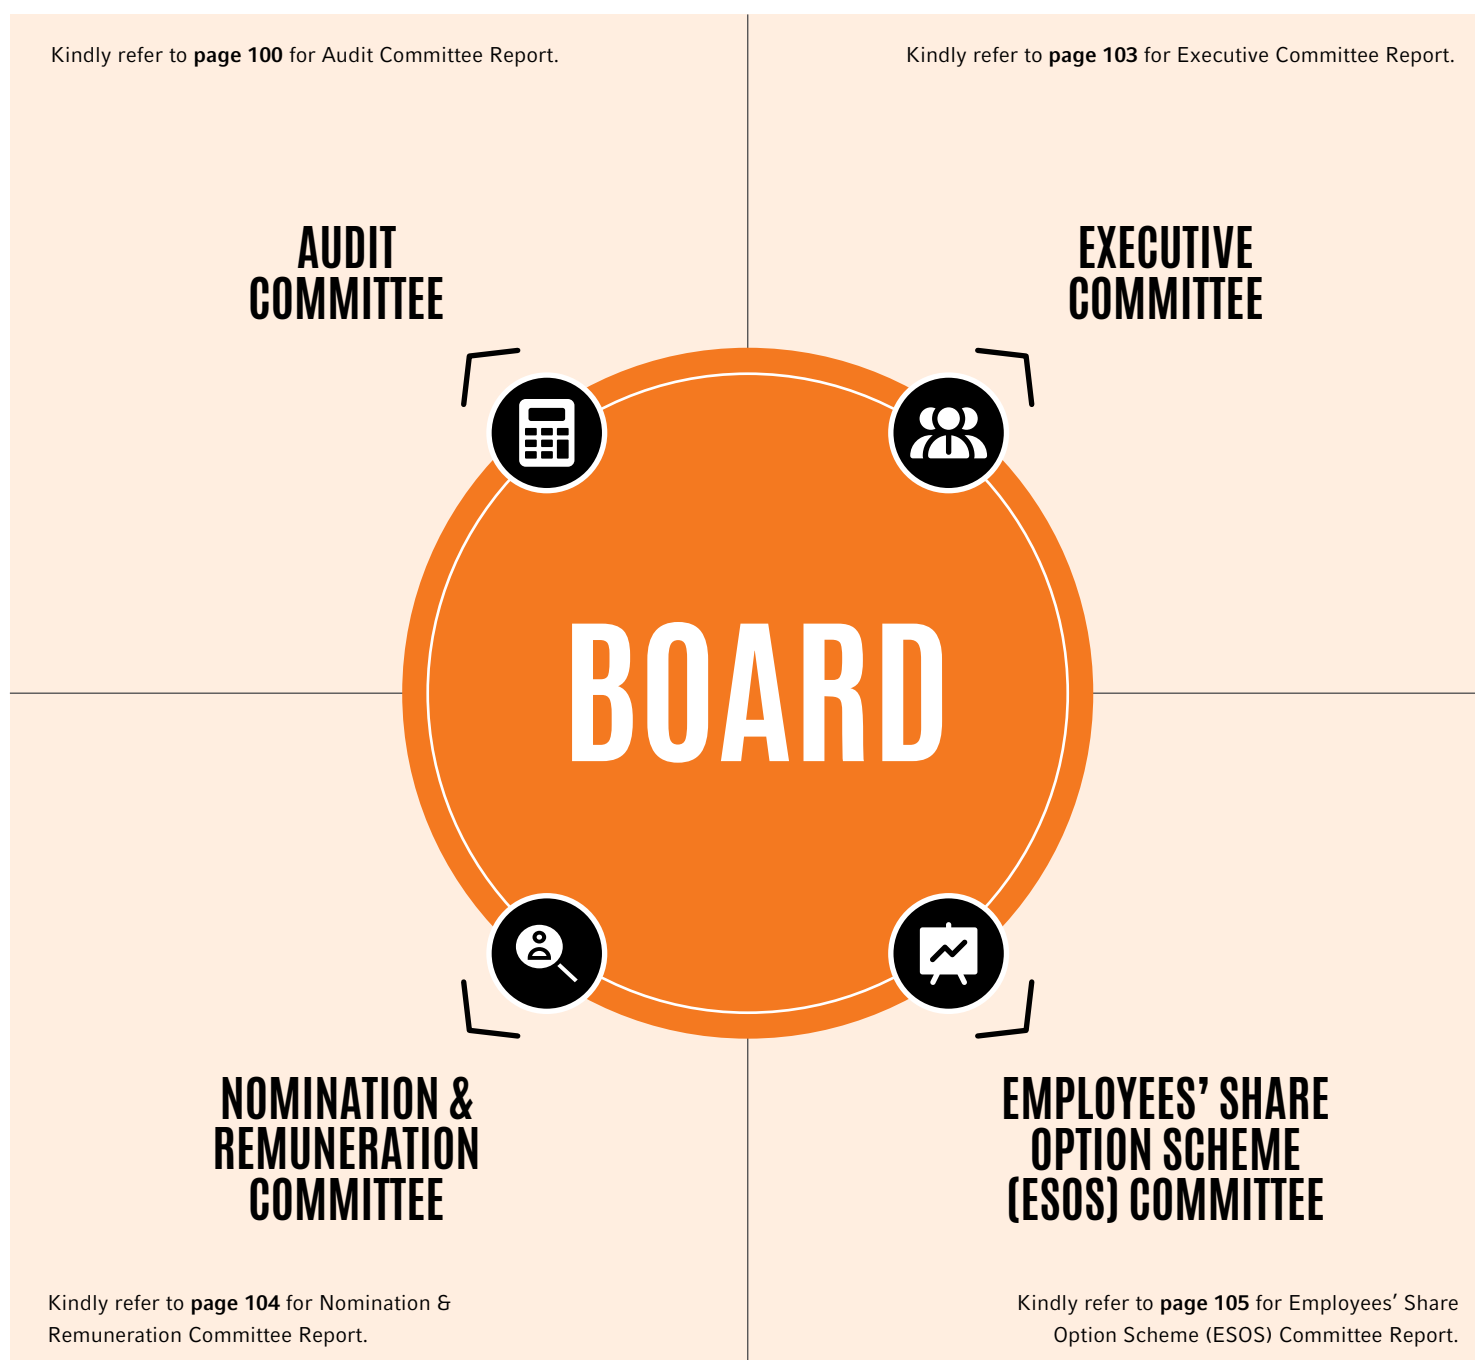 Kindly refer to page 100 for Audit Committee Report.
Kindly refer to page 103 for Executive Committee Report.
AUDIT
COMMITTEE
EXECUTIVE
COMMITTEE
BOARD
NOMINATION &
REMUNERATION
COMMITTEE
EMPLOYEES’ SHARE
OPTION SCHEME
(ESOS) COMMITTEE
Kindly refer to page 104 for Nomination &
Remuneration Committee Report.
Kindly refer to page 105 for Employees’ Share
Option Scheme (ESOS) Committee Report.